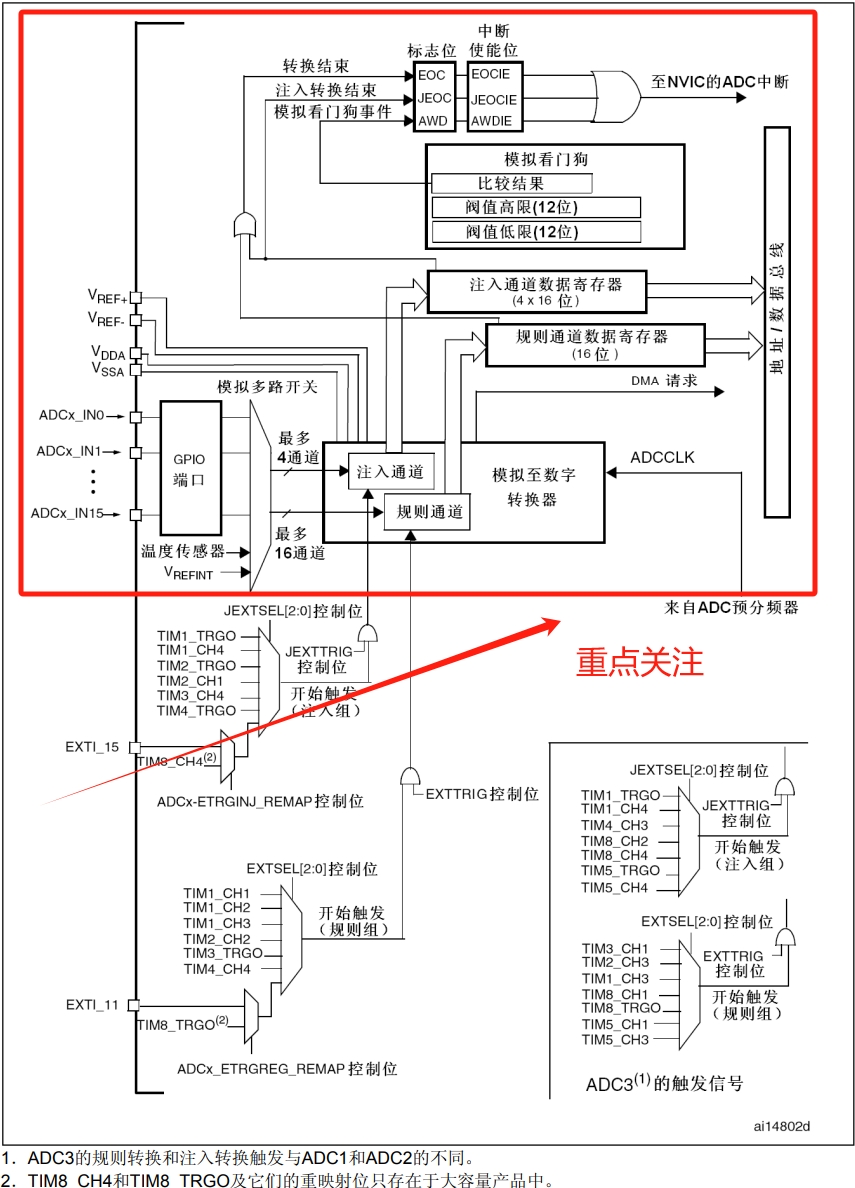 中断
标志位 使能位
转换结束
EOC
EOCIE
注入转换结束
JEOC
JEOCIE
模拟看门狗事件
AWD
AWDIE
至NVIC的ADC中断
模拟看门狗
比较结果
阀值高限(12位)
阀值低限(12位)
注入通道数据寄存器
(4 x 16 位)
规则通道数据寄存器
(16 位)
地址/数据总线
VREF+
VREF-
VDDA
VSSA
模拟多路开关
DMA 请求
ADCx_IN0
ADCx_IN1
ADCx_IN15
GPIO
端口
最多
4通道
注入通道
规则通道
模拟至数字
转换器
ADCCLK
最多
16通道
温度传感器
VREFINT
来自ADC预分频器
重点关注
JEXTSEL[2:0]控制位
TIM1_TRGO
TIM1_CH4
TIM2_TRGO
TIM2_CH1
TIM3_CH4
TIM4_TRGO
JEXTTRIG
控制位
开始触发
(注入组)
EXTI_15
TIM8_CH4(2)
ADCx-ETRGINJ_REMAP控制位
EXTTRIG控制位
EXTSEL[2:0]控制位
TIM1_CH1
TIM1_CH2
TIM1_CH3
TIM2_CH2
TIM3_TRGO
TIM4_CH4
开始触发
(规则组)
EXTI_11
TIM8_TRGO(2)
ADCx_ETRGREG_REMAP 控制位
JEXTSEL[2:0]控制位
TIM1_TRGO
TIM1_CH4
TIM4_CH3
TIM8_CH2
TIM8_CH4
TIM5_TRGO
TIM5_CH4
JEXTTRIG
控制位
开始触发
(注入组)
EXTSEL[2:0]控制位
TIM3_CH1
TIM2_CH3
TIM1_CH3
TIM8_CH1
TIM8_TRGO
TIM5_CH1
TIM5_CH3
EXTTRIG
控制位
开始触发
(规则组)
ADC3(1)的触发信号
ai14802d
1. ADC3的规则转换和注入转换触发与ADC1和ADC2的不同。
2. TIM8_CH4和TIM8_TRGO及它们的重映射位只存在于大容量产品中。